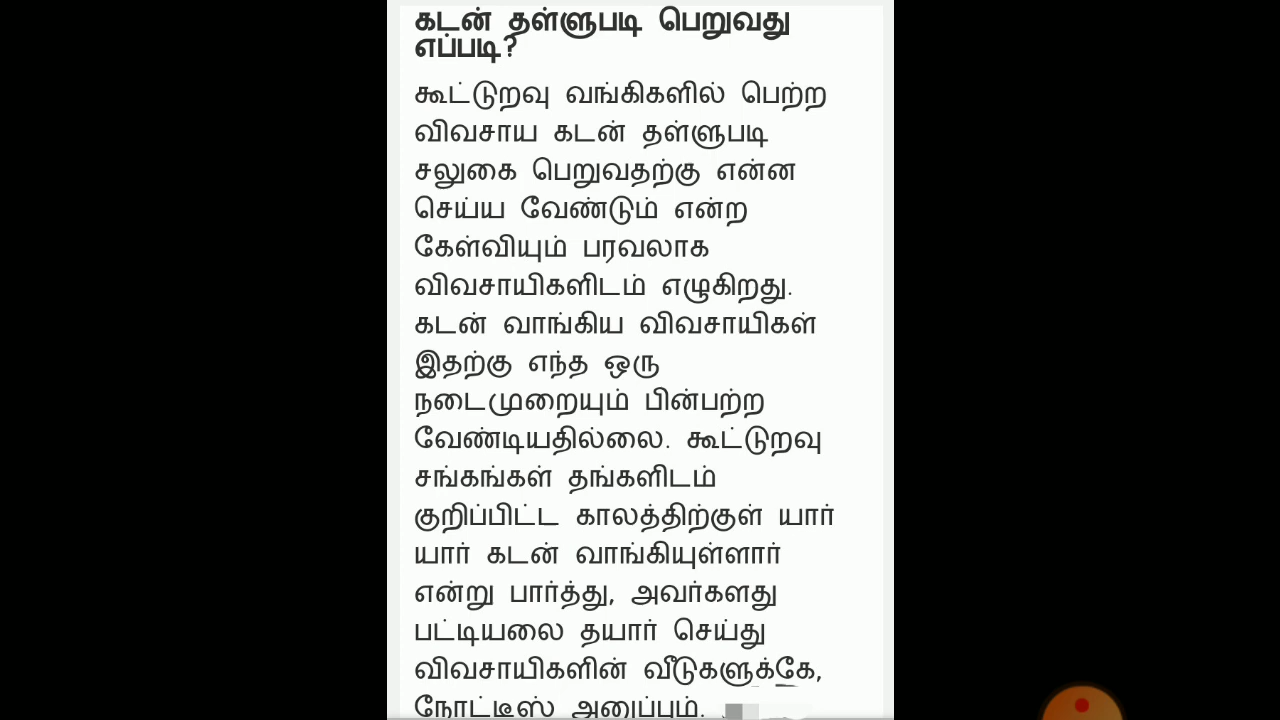 கடன் தள்ளுபடி பெறுவது
எப்படி?
கூட்டுறவு வங்கிகளில் பெற்ற
விவசாய கடன் தள்ளுபடி
சலுகை பெறுவதற்கு என்ன
செய்ய வேண்டும் என்ற
கேள்வியும் பரவலாக
விவசாயிகளிடம் எழுகிறது.
கடன் வாங்கிய விவசாயிகள்
இதற்கு எந்த ஒரு
நடைமுறையும் பின்பற்ற
வேண்டியதில்லை. கூட்டுறவு
சங்கங்கள் தங்களிடம்
குறிப்பிட்ட காலத்திற்குள் யார்
யார் கடன் வாங்கியுள்ளார்
என்று பார்த்து, அவர்களது
பட்டியலை தயார் செய்து
விவசாயிகளின் வீடுகளுக்கே,
நோட்டீஸ் அனுப்பும்.